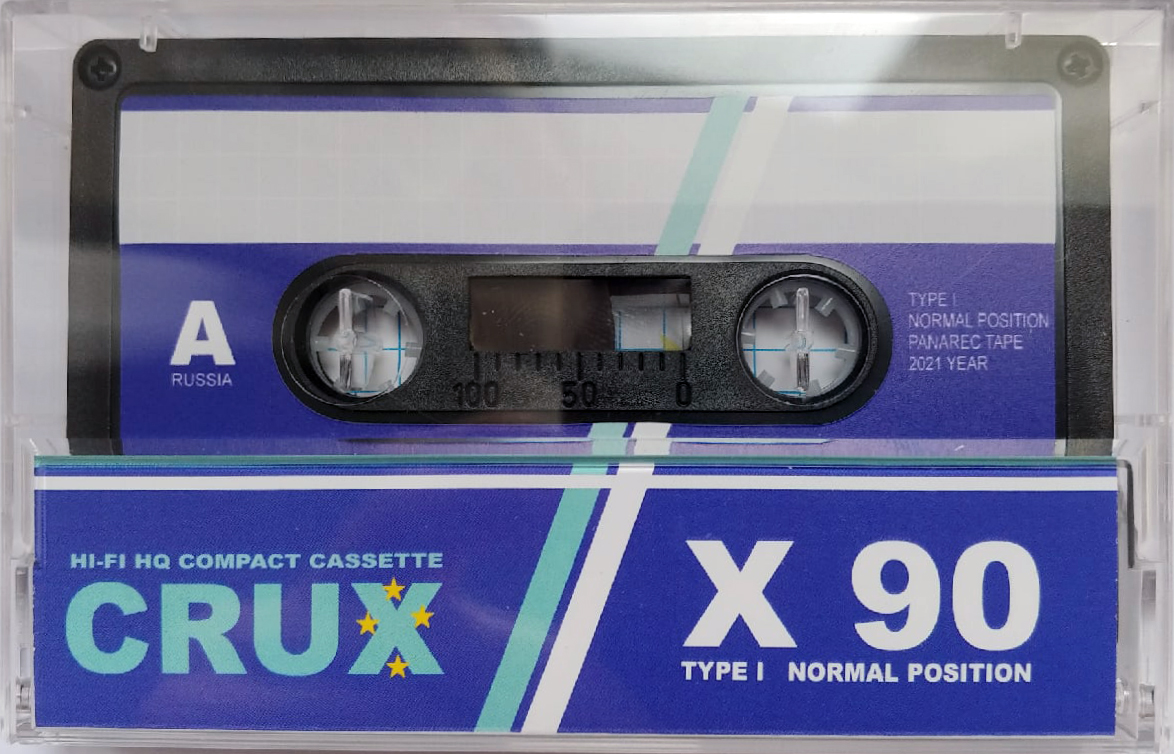 A
RUSSIA
TYPE I
NORMAL POSITION
PANAREC TAPE
2021 YEAR
100 50 0
HI-FI HQ COMPACT CASSETTE
CRUX
X 90
TYPE I NORMAL POSITION